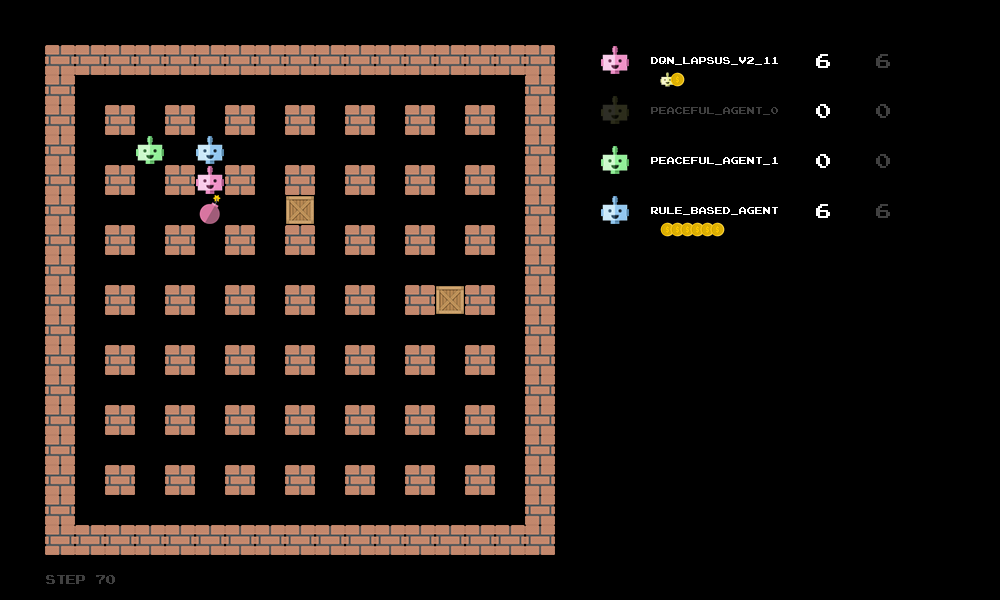 DQN_LAPSUS_V2_11 6 6
PEACEFUL_AGENT_0 0 0
PEACEFUL_AGENT_1 0 0
RULE_BASED_AGENT 6 6
STEP 70